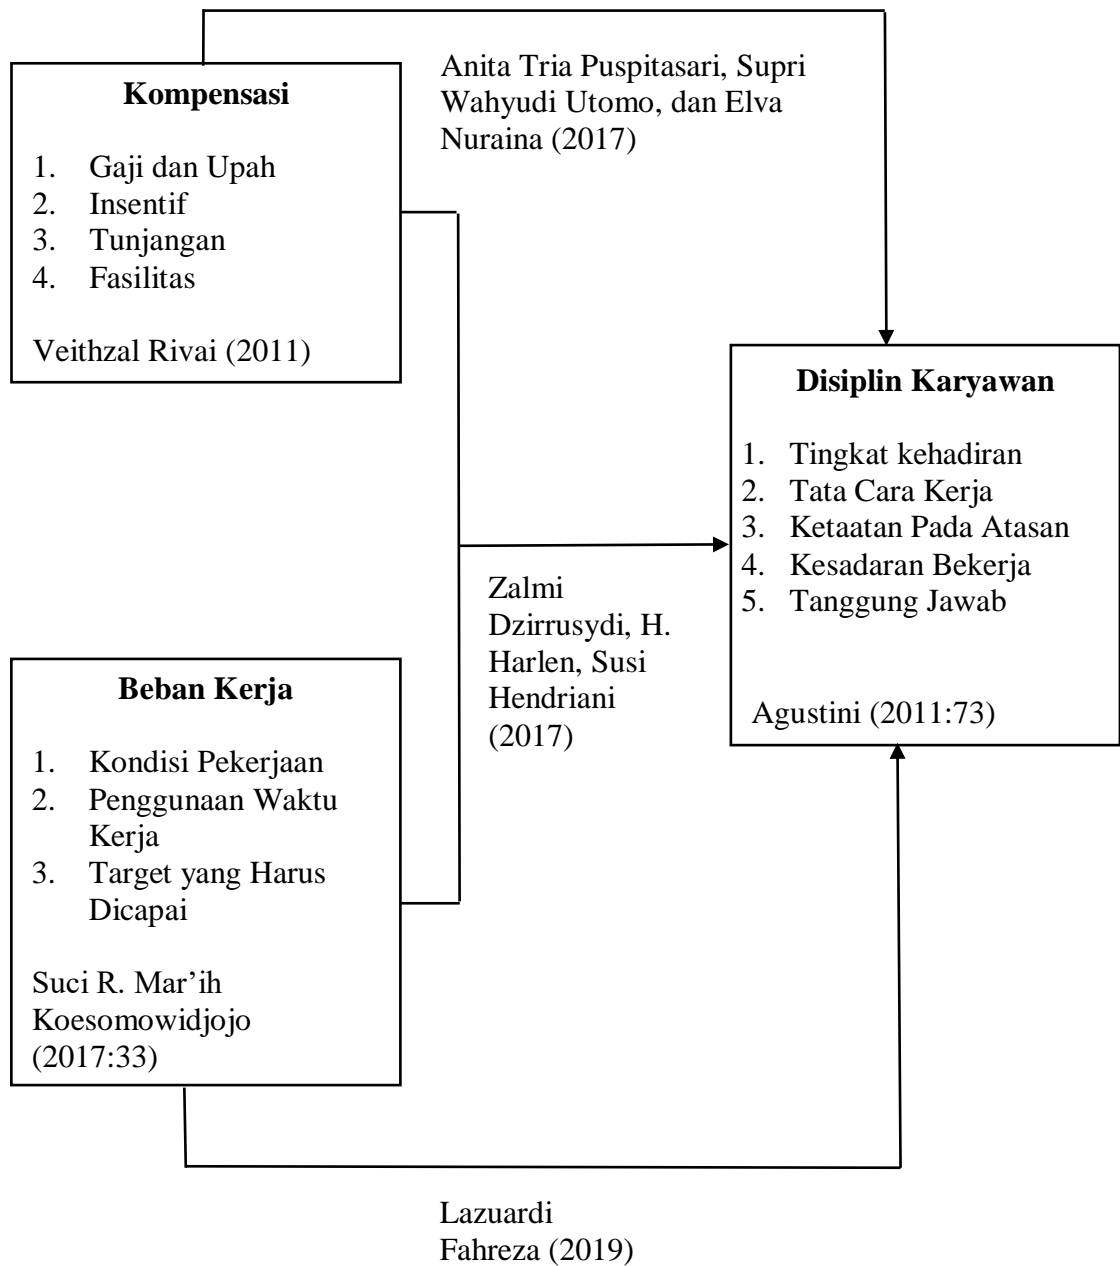 Anita Tria Puspitasari, Supri
Wahyudi Utomo, dan Elva
Nuraina (2017)
Kompensasi
1. Gaji dan Upah
2. Insentif
3. Tunjangan
4. Fasilitas
Veithzal Rivai (2011)
Disiplin Karyawan
1. Tingkat kehadiran
2. Tata Cara Kerja
3. Ketaatan Pada Atasan
4. Kesadaran Bekerja
5. Tanggung Jawab
Agustini (2011:73)
Zalmi
Dzirrusydi, H.
Harlen, Susi
Hendriani
(2017)
Beban Kerja
1. Kondisi Pekerjaan
2. Penggunaan Waktu
Kerja
3. Target yang Harus
Dicapai
Suci R. Mar’ih
Koesomowidjojo
(2017:33)
Lazuardi
Fahreza (2019)